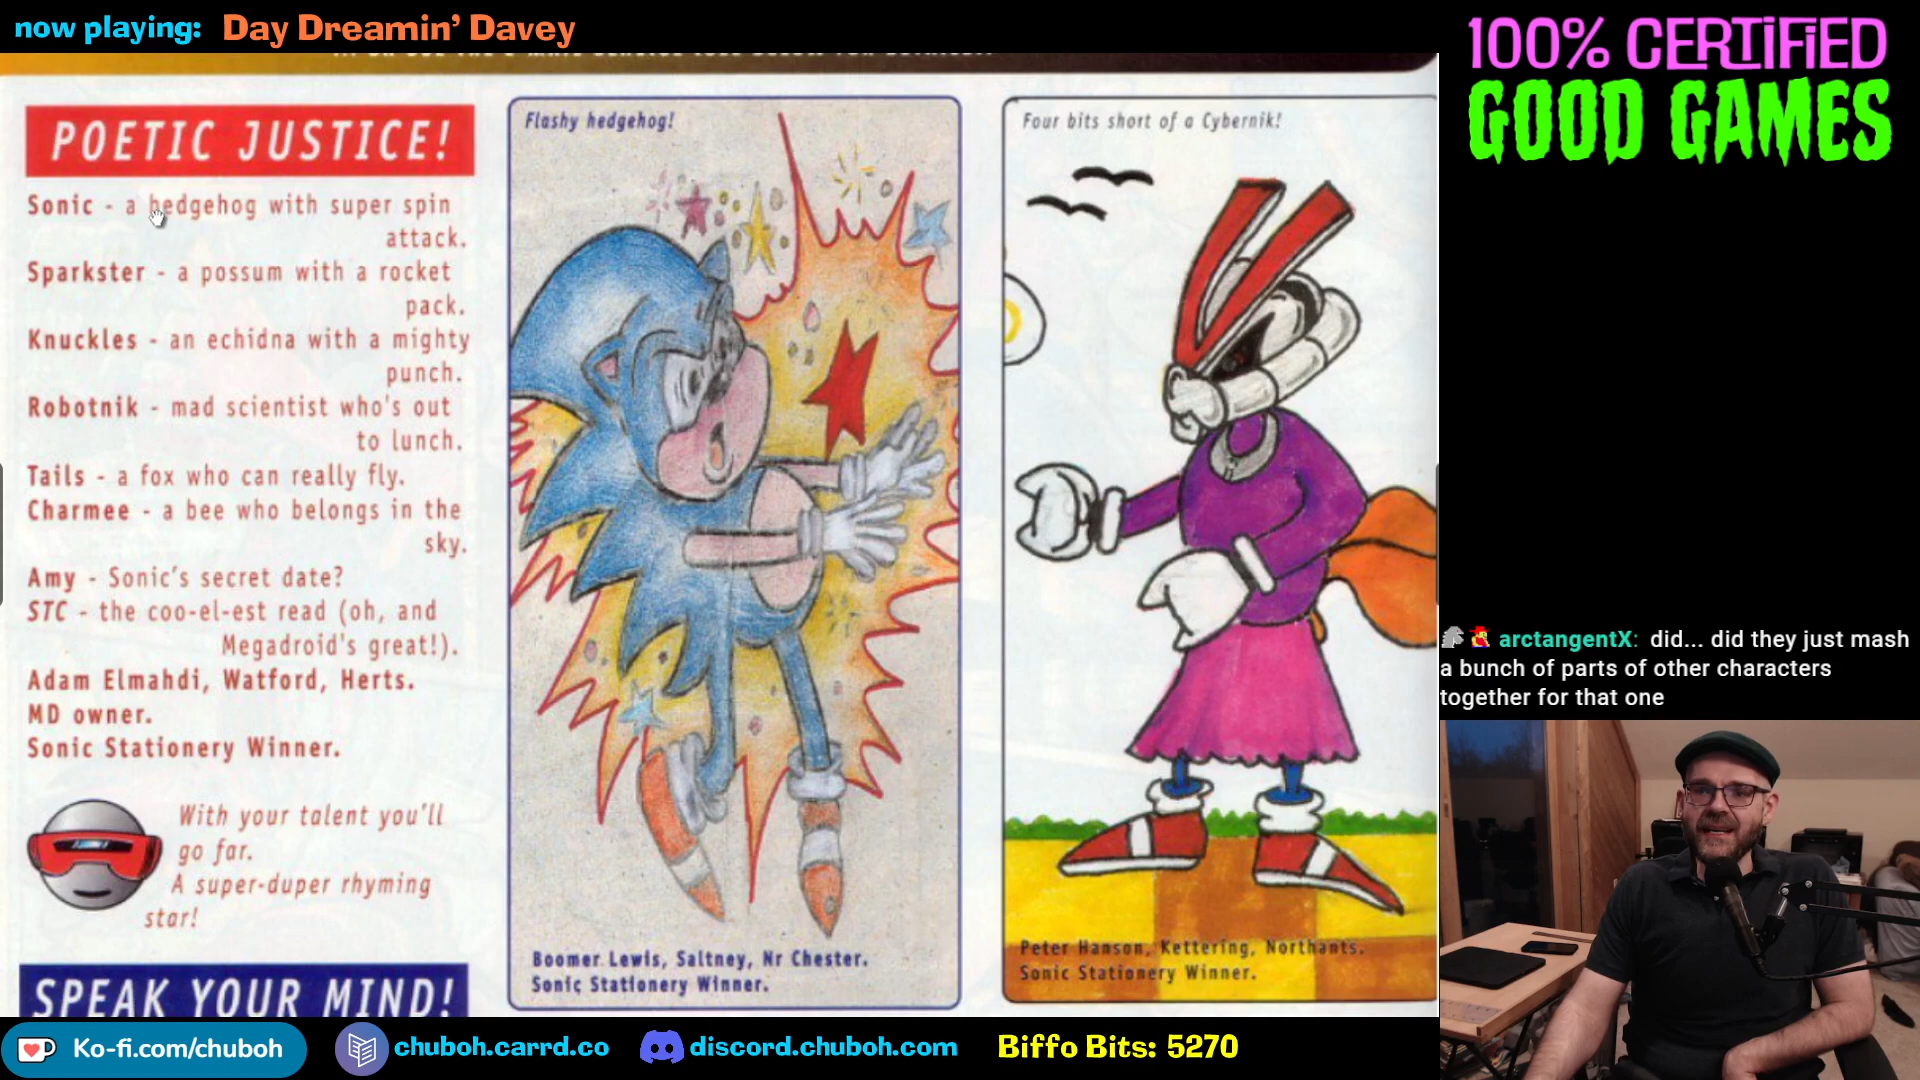 now playing: Day Dreamin' Davey
100% CERTiFiED
GOOD GAMES
POETIC JUSTICE!
Sonic - a hedgehog with super spin
attack.
Sparkster - a possum with a rocket
pack.
Knuckles - an echidna with a mighty
punch.
Robotnik - mad scientist who's out
to lunch.
Tails - a fox who can really fly.
Charmee - a bee who belongs in the
sky.
Amy - Sonic's secret date?
STC - the coo-el-est read (oh, and
Megadroid's great!).
Adam Elmahdi, Watford, Herts.
MD owner.
Sonic Stationery Winner.
With your talent you'll
go far.
A super-duper rhyming
star!
SPEAK YOUR MIND!
Flashy hedgehog!
Boomer Lewis, Saltney, Nr Chester.
Sonic Stationery Winner.
Four bits short of a Cybernik!
Peter Hanson, Kettering, Northants.
Sonic Stationery Winner.
arctangentX: did... did they just mash
a bunch of parts of other characters
together for that one
Ko-fi.com/chuboh
chuboh.carrd.co
discord.chuboh.com
Biffo Bits: 5270